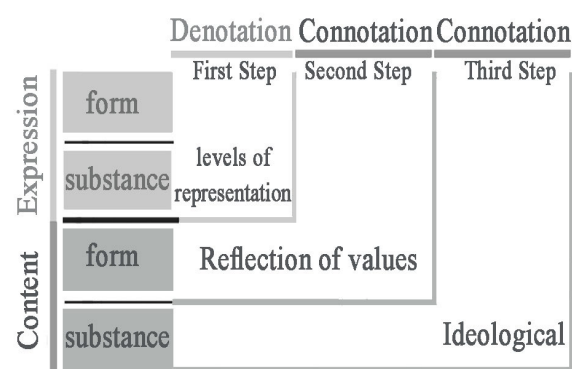 Denotation Connotation Connotation
First Step Second Step Third Step
Expression
form
substance
levels of
representation
Content
form
Reflection of values
substance
Ideological